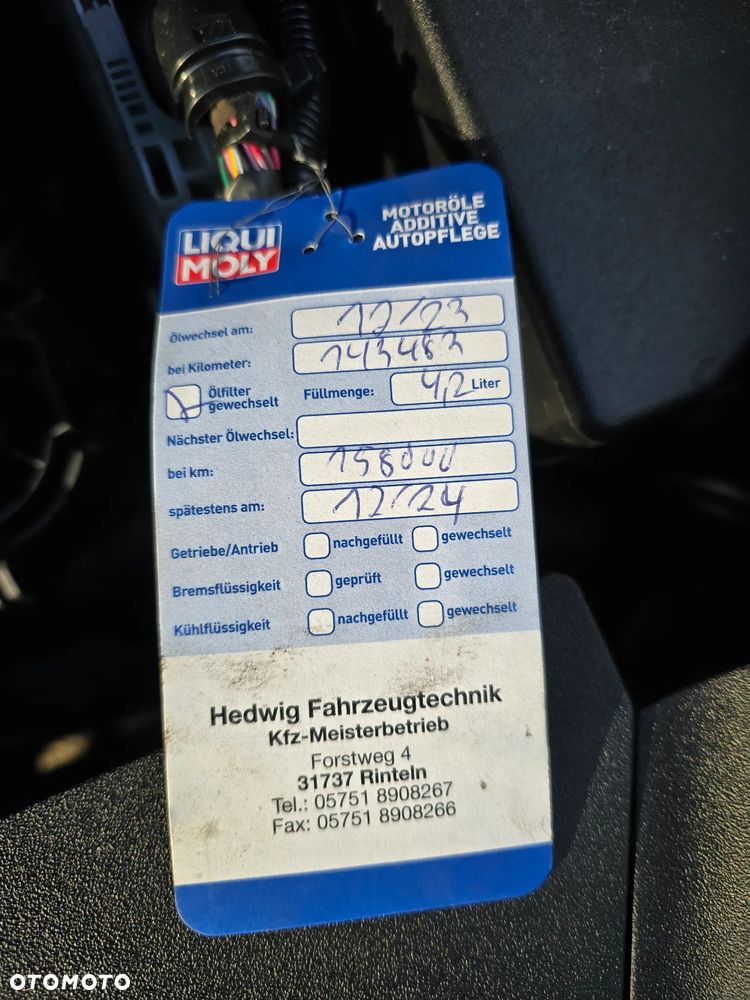 LIQUI MOLY
MOTORÖLE
ADDITIVE
AUTOPFLEGE
Ölwechsel am: 12/23
bei Kilometer: 143483
Ölfilter gewechselt Füllmenge: 4,2 Liter
Nächster Ölwechsel:
bei km: 158000
spätestens am: 12/24
Getriebe/Antrieb nachgefüllt gewechselt
Bremsflüssigkeit geprüft gewechselt
Kühlflüssigkeit nachgefüllt gewechselt
Hedwig Fahrzeugtechnik
Kfz-Meisterbetrieb
Forstweg 4
31737 Rinteln
Tel.: 05751 8908267
Fax: 05751 8908266
OTOMOTO